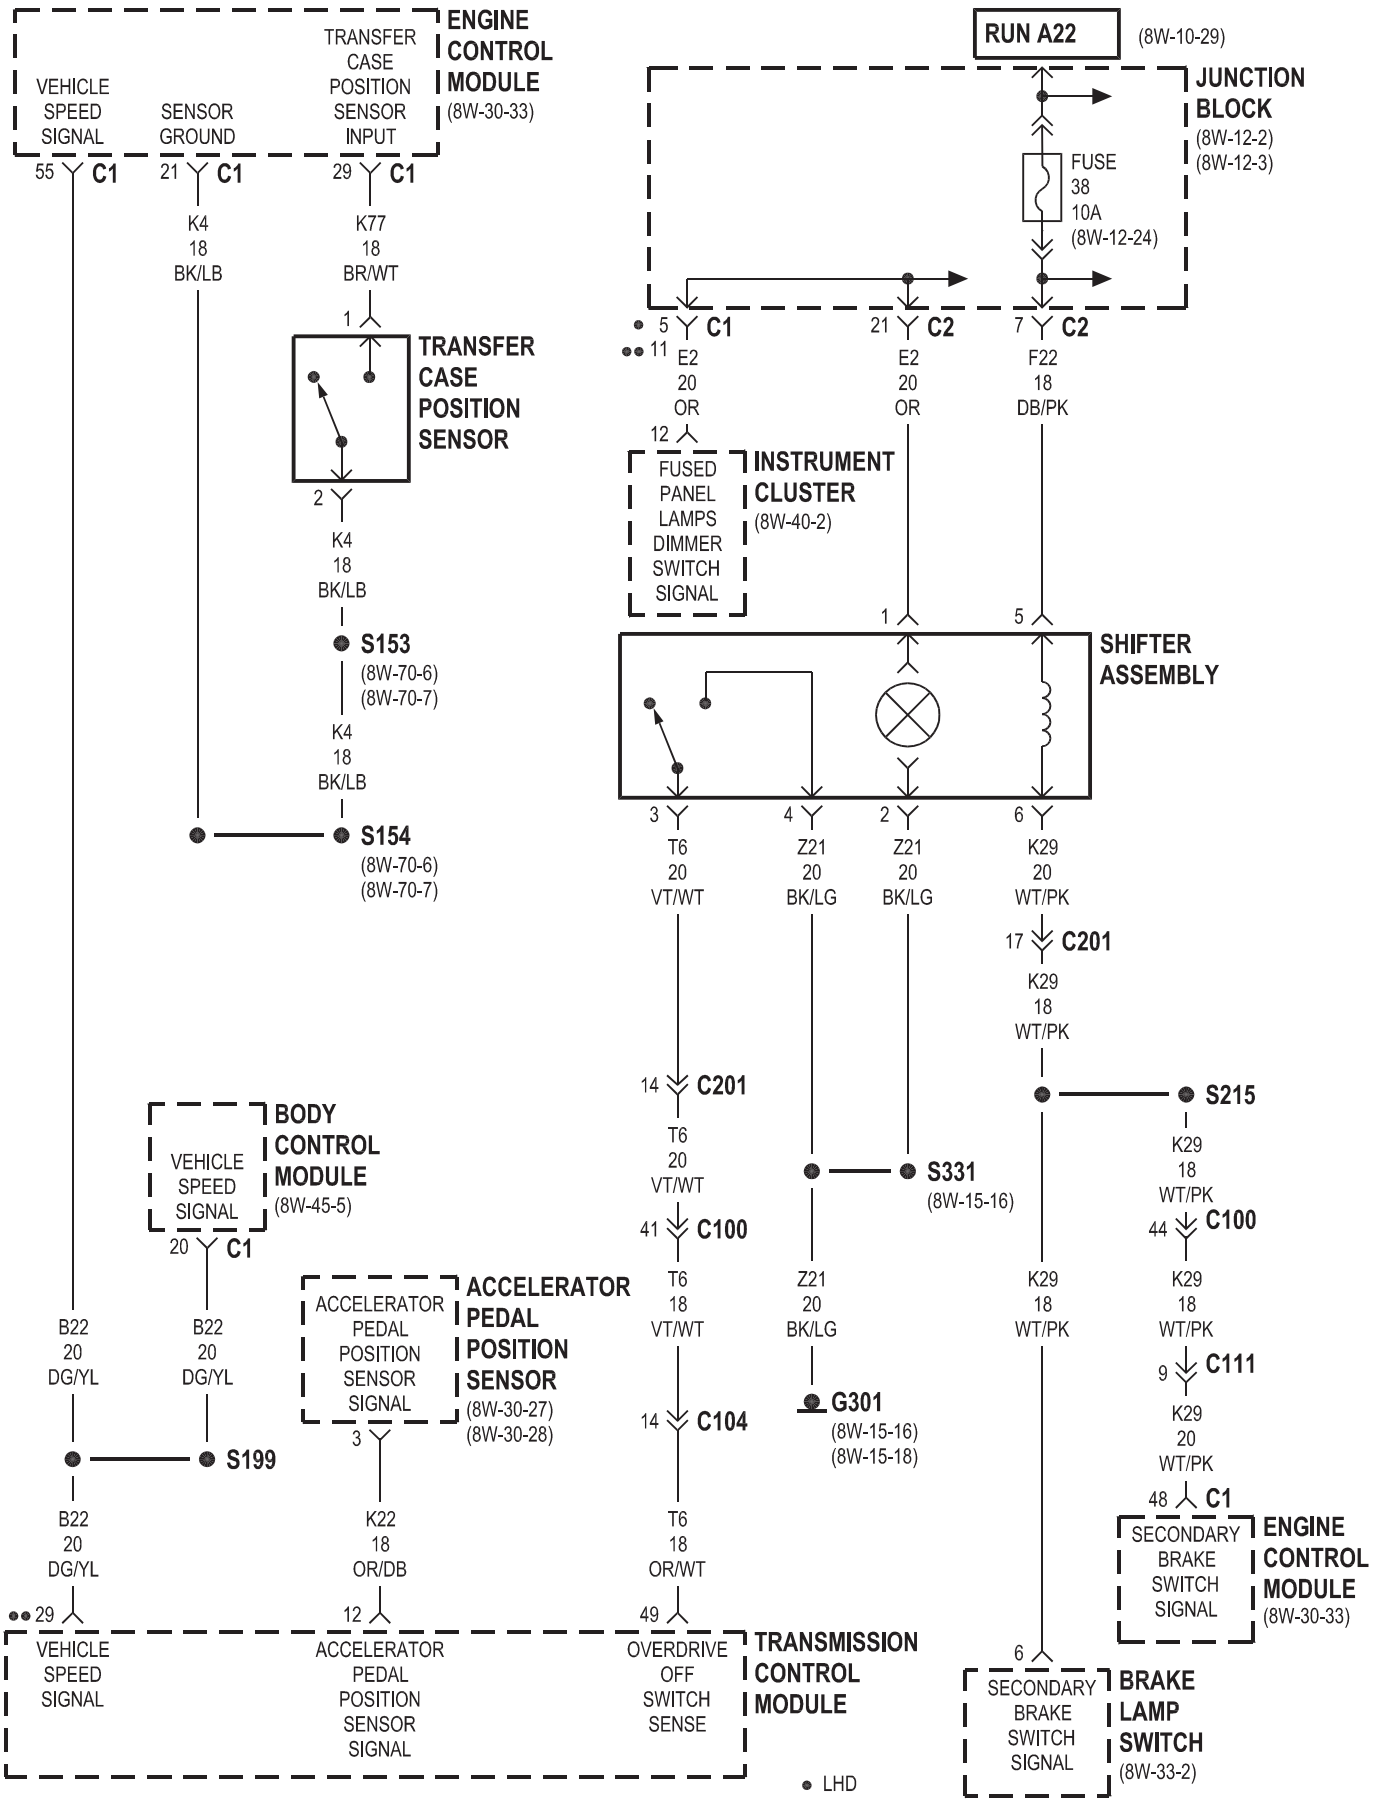 ENGINE
CONTROL
MODULE
(8W-30-33)
VEHICLE
SPEED
SIGNAL
SENSOR
GROUND
TRANSFER
CASE
POSITION
SENSOR
INPUT
55 C1
21 C1
29 C1
K4
18
BK/LB
K77
18
BR/WT
1
TRANSFER
CASE
POSITION
SENSOR
2
K4
18
BK/LB
S153
(8W-70-6)
(8W-70-7)
K4
18
BK/LB
S154
(8W-70-6)
(8W-70-7)
RUN A22
(8W-10-29)
JUNCTION
BLOCK
(8W-12-2)
(8W-12-3)
FUSE
38
10A
(8W-12-24)
5 C1
11
21 C2
7 C2
E2
20
OR
E2
20
OR
F22
18
DB/PK
12
FUSED
PANEL
LAMPS
DIMMER
SWITCH
SIGNAL
INSTRUMENT
CLUSTER
(8W-40-2)
1
5
SHIFTER
ASSEMBLY
3
4
2
6
T6
20
VT/WT
Z21
20
BK/LG
Z21
20
BK/LG
K29
20
WT/PK
17 C201
K29
18
WT/PK
14 C201
S215
T6
20
VT/WT
S331
(8W-15-16)
K29
18
WT/PK
41 C100
44 C100
T6
18
VT/WT
Z21
20
BK/LG
K29
18
WT/PK
K29
18
WT/PK
9 C111
14 C104
G301
(8W-15-16)
(8W-15-18)
K29
20
WT/PK
48 C1
SECONDARY
BRAKE
SWITCH
SIGNAL
ENGINE
CONTROL
MODULE
(8W-30-33)
BODY
CONTROL
MODULE
(8W-45-5)
VEHICLE
SPEED
SIGNAL
20 C1
B22
20
DG/YL
B22
20
DG/YL
ACCELERATOR
PEDAL
POSITION
SENSOR
SIGNAL
ACCELERATOR
PEDAL
POSITION
SENSOR
(8W-30-27)
(8W-30-28)
3
S199
B22
20
DG/YL
K22
18
OR/DB
T6
18
OR/WT
29
12
49
VEHICLE
SPEED
SIGNAL
ACCELERATOR
PEDAL
POSITION
SENSOR
SIGNAL
OVERDRIVE
OFF
SWITCH
SENSE
TRANSMISSION
CONTROL
MODULE
6
SECONDARY
BRAKE
SWITCH
SIGNAL
BRAKE
LAMP
SWITCH
(8W-33-2)
LHD